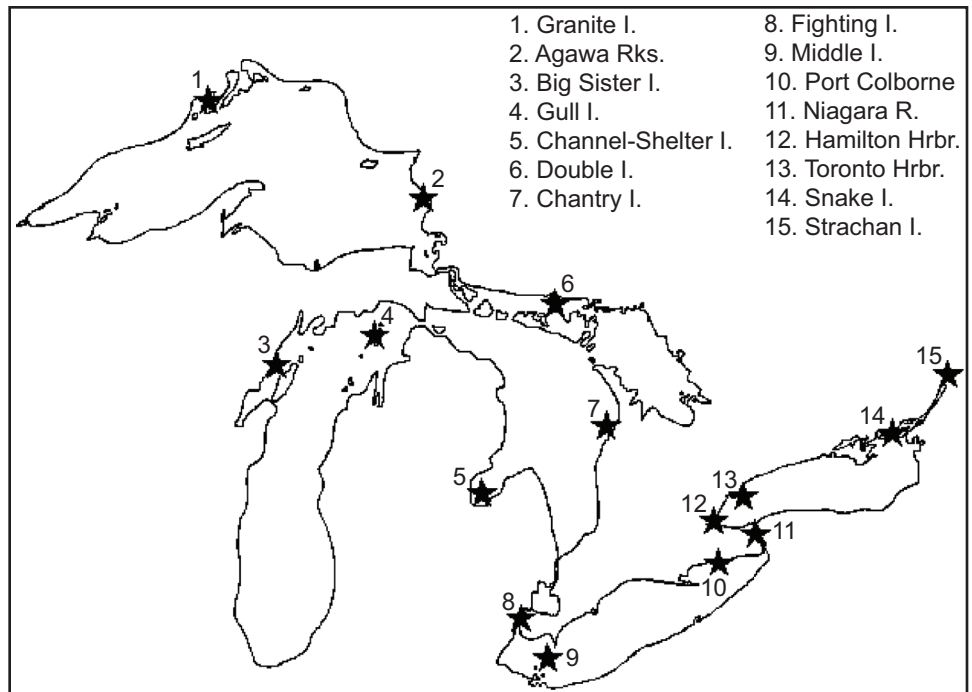 1. Granite I.
2. Agawa Rks.
3. Big Sister I.
4. Gull I.
5. Channel-Shelter I.
6. Double I.
7. Chantry I.
8. Fighting I.
9. Middle I.
10. Port Colborne
11. Niagara R.
12. Hamilton Hrbr.
13. Toronto Hrbr.
14. Snake I.
15. Strachan I.
1
2
6
4
3
15
7
14
5
13
12
11
10
8
9